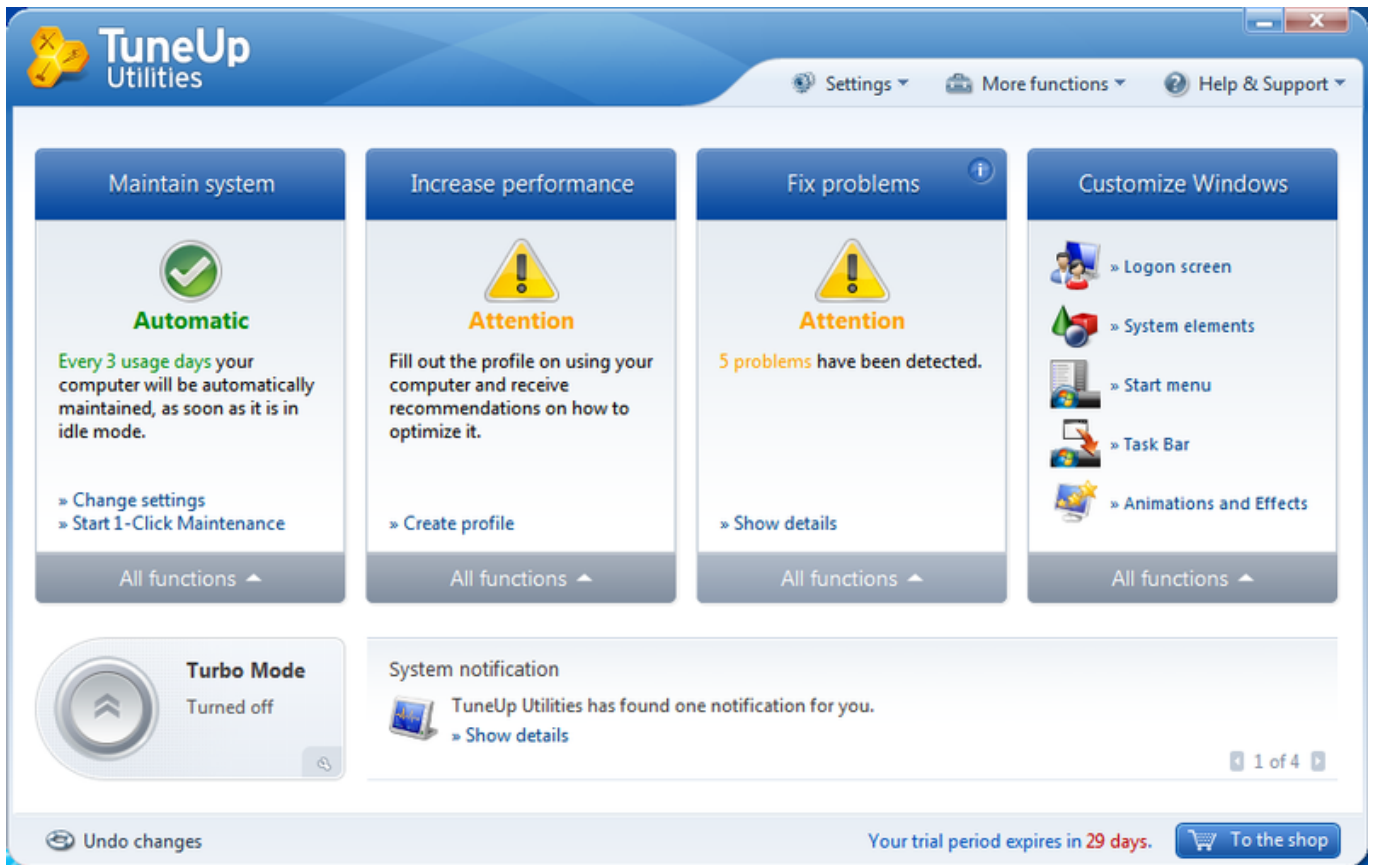 TuneUp
Utilities
Settings
More functions
Help & Support
Maintain system
Automatic
Every 3 usage days your
computer will be automatically
maintained, as soon as it is in
idle mode.
» Change settings
» Start 1-Click Maintenance
All functions
Increase performance
Attention
Fill out the profile on using your
computer and receive
recommendations on how to
optimize it.
» Create profile
All functions
Fix problems
Attention
5 problems have been detected.
» Show details
All functions
Customize Windows
» Logon screen
» System elements
» Start menu
» Task Bar
» Animations and Effects
All functions
Turbo Mode
Turned off
System notification
TuneUp Utilities has found one notification for you.
» Show details
1 of 4
Undo changes
Your trial period expires in 29 days.
To the shop